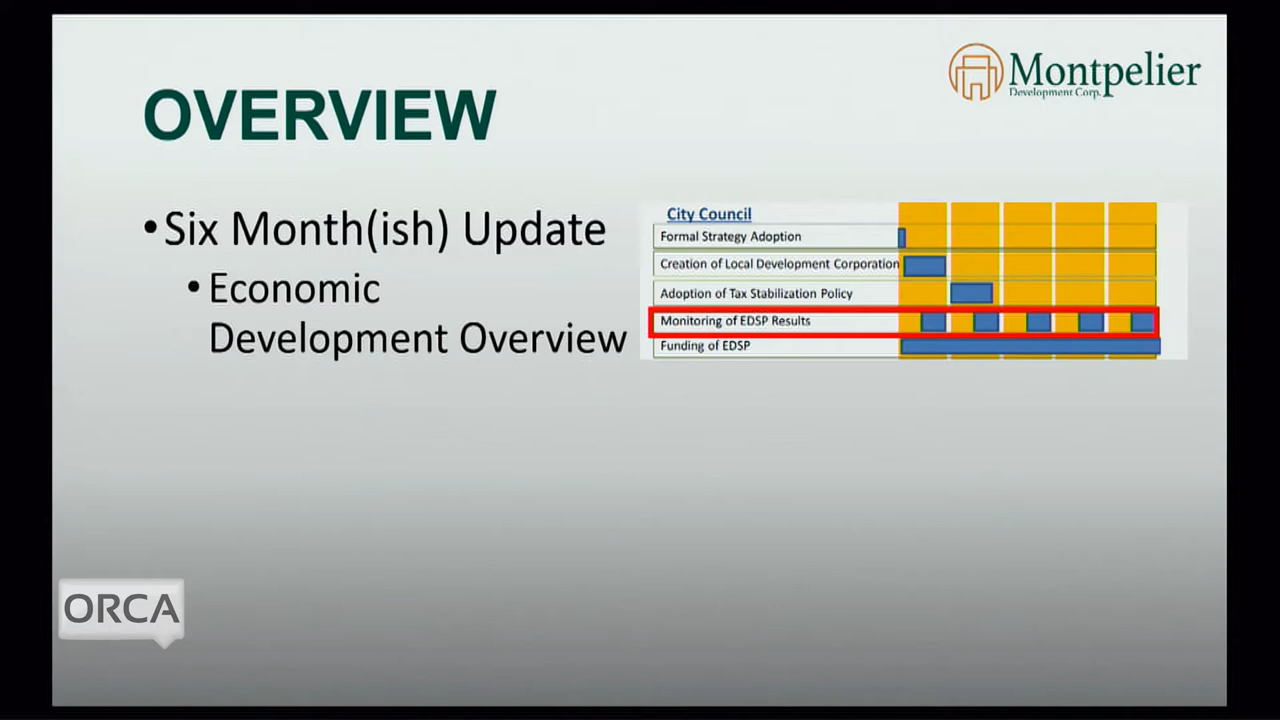 Montpelier
Development Corp.
OVERVIEW
•Six Month(ish) Update
•Economic
Development Overview
City Council
Formal Strategy Adoption
Creation of Local Development Corporation
Adoption of Tax Stabilization Policy
Monitoring of EDSP Results
Funding of EDSP
ORCA